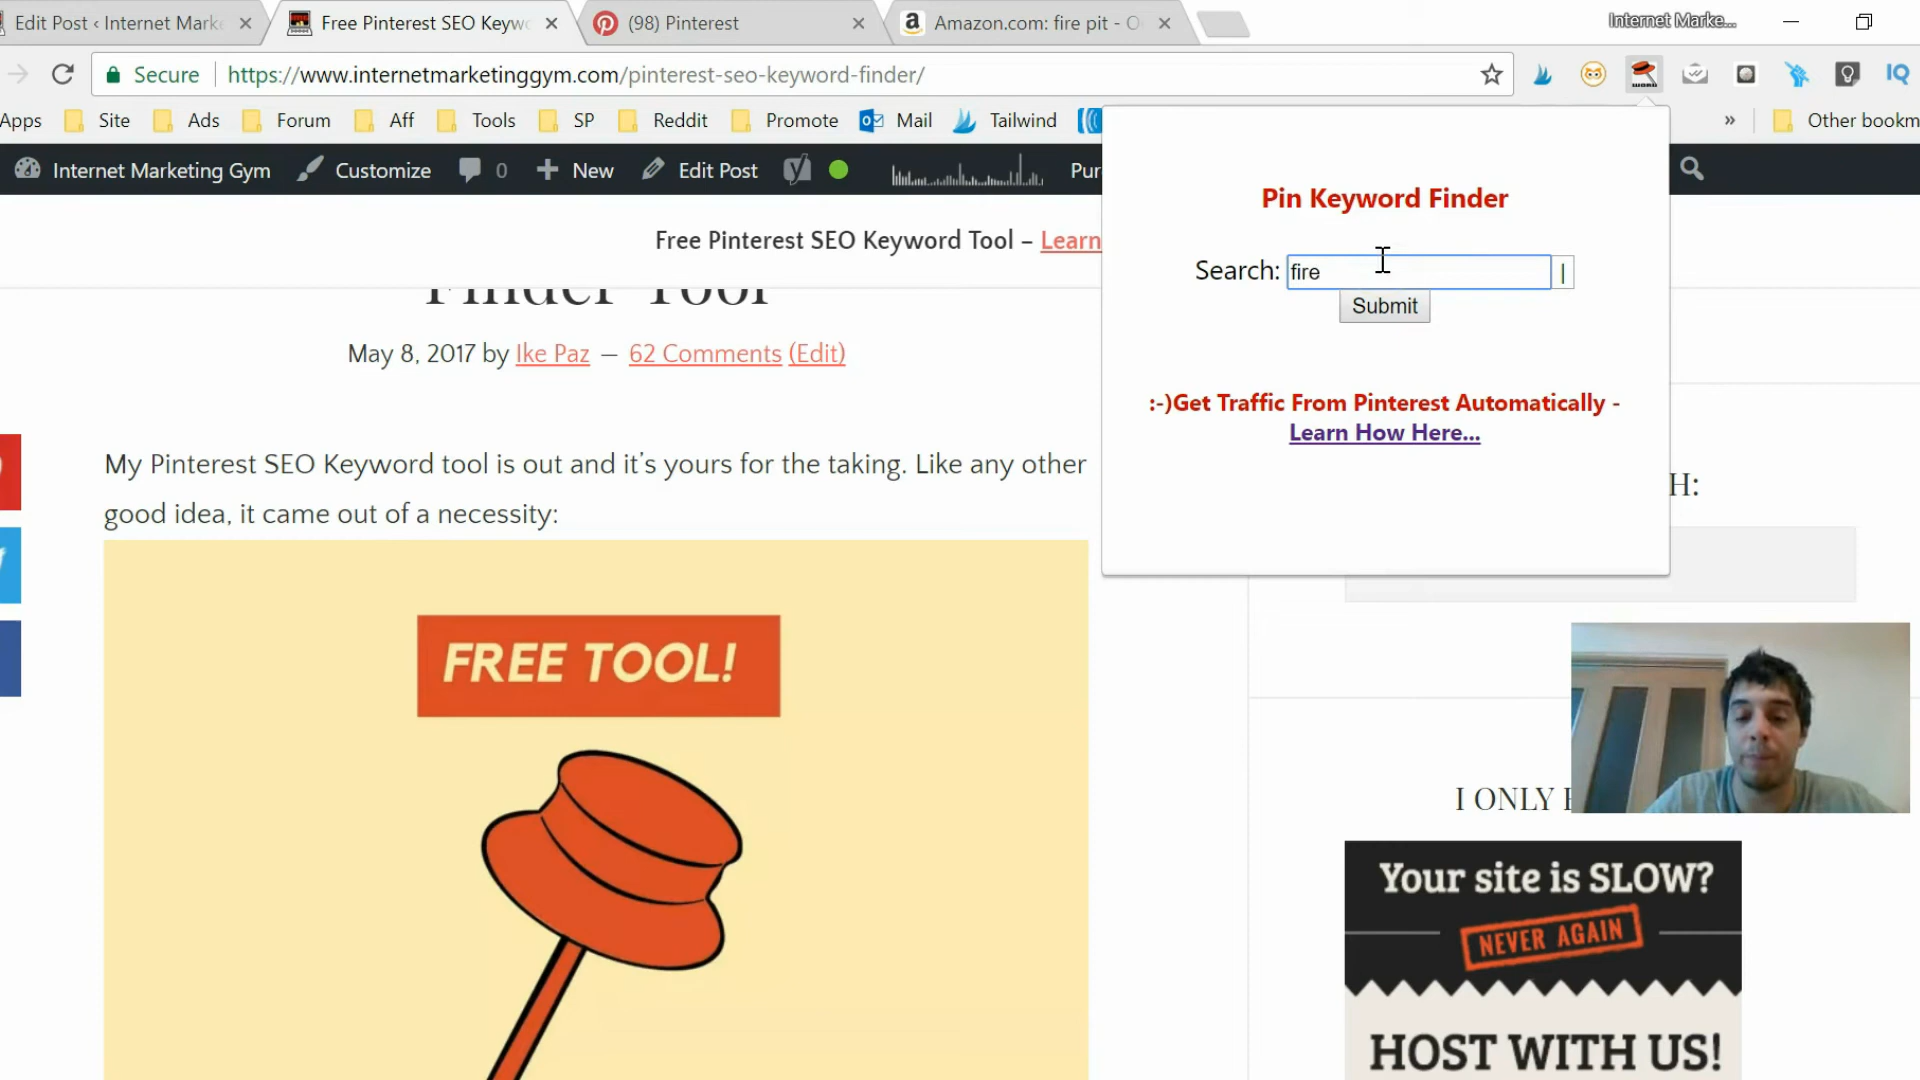 Edit Post ‹ Internet Marke
Free Pinterest SEO Keywo
(98) Pinterest
Amazon.com: fire pit - O
Internet Marke...
Secure
https://www.internetmarketinggym.com/pinterest-seo-keyword-finder/
IQ
Apps
Site
Ads
Forum
Aff
Tools
SP
Reddit
Promote
Mail
Tailwind
»
Other bookm
Internet Marketing Gym
Customize
0
New
Edit Post
Pur
Free Pinterest SEO Keyword Tool – Learn
Finder Tool
May 8, 2017 by Ike Paz — 62 Comments (Edit)
My Pinterest SEO Keyword tool is out and it's yours for the taking. Like any other
good idea, it came out of a necessity:
FREE TOOL!
Pin Keyword Finder
Search: fire |
Submit
:-)Get Traffic From Pinterest Automatically -
Learn How Here...
H:
I ONLY
Your site is SLOW?
NEVER AGAIN
HOST WITH US!